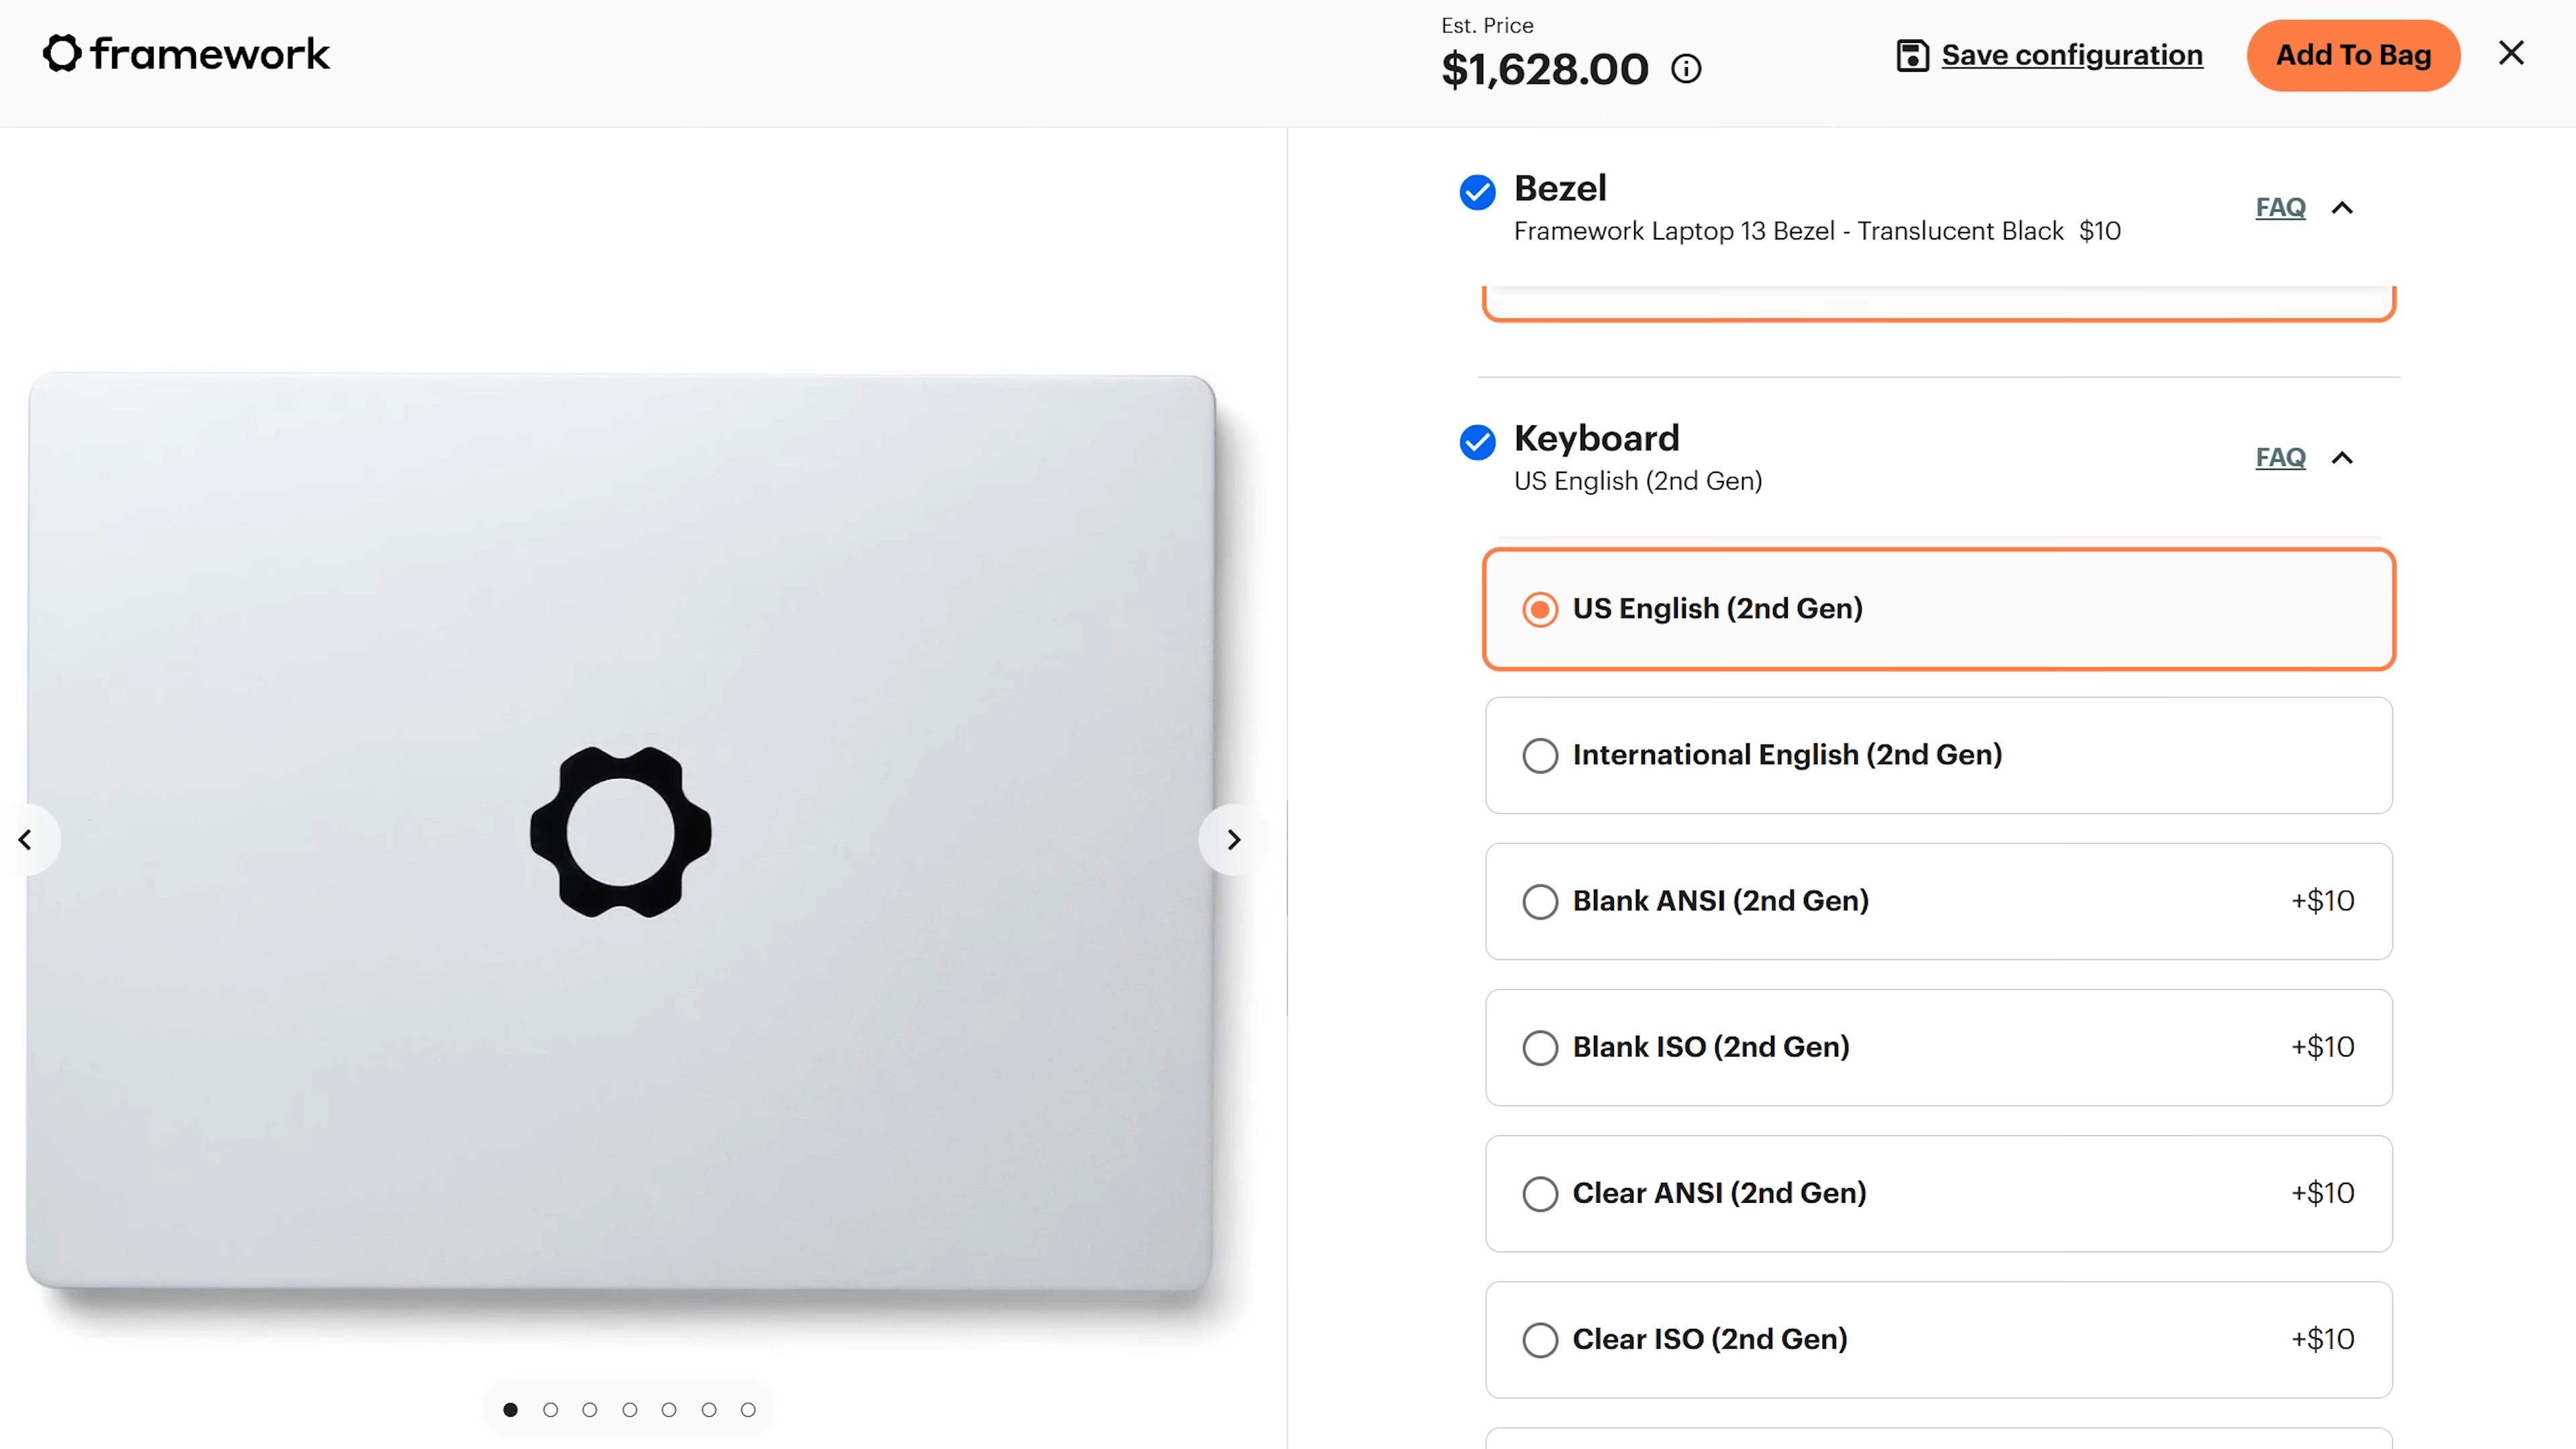 framework
Est. Price
$1,628.00
Save configuration
Add To Bag
Bezel
Framework Laptop 13 Bezel - Translucent Black $10
FAQ
Keyboard
US English (2nd Gen)
FAQ
US English (2nd Gen)
International English (2nd Gen)
Blank ANSI (2nd Gen) +$10
Blank ISO (2nd Gen) +$10
Clear ANSI (2nd Gen) +$10
Clear ISO (2nd Gen) +$10